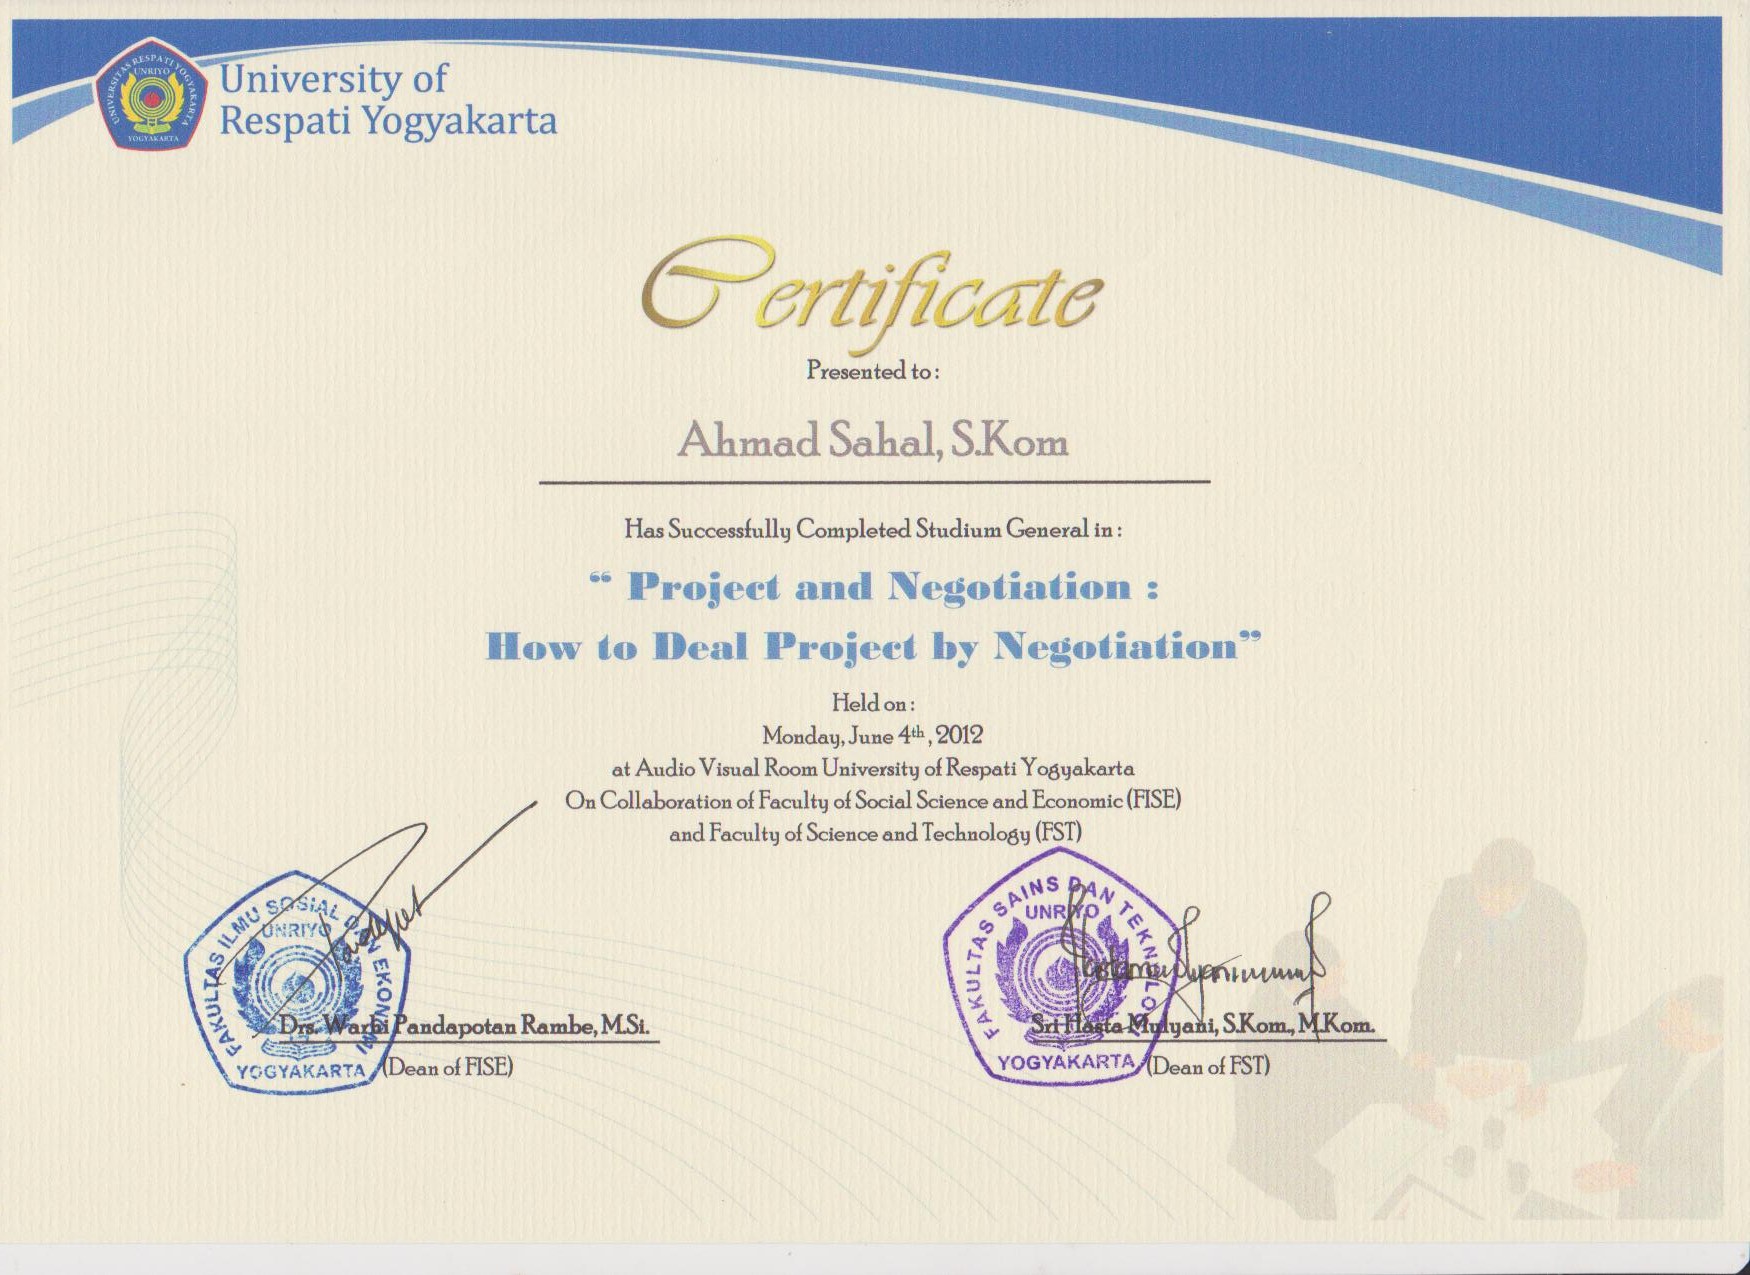 UNIVERSITAS RESPATI YOGYAKARTA
UNRIYO
YOGYAKARTA
University of
Respati Yogyakarta
Certificate
Presented to :
Ahmad Sahal, S.Kom
Has Successfully Completed Studium General in :
“ Project and Negotiation :
How to Deal Project by Negotiation”
Held on :
Monday, June 4th, 2012
at Audio Visual Room University of Respati Yogyakarta
On Collaboration of Faculty of Social Science and Economic (FISE)
and Faculty of Science and Technology (FST)
FAKULTAS ILMU SOSIAL DAN EKONOMI
UNRIYO
YOGYAKARTA
Drs. Warhi Pandapotan Rambe, M.Si.
(Dean of FISE)
FAKULTAS SAINS DAN TEKNOLOGI
UNRIYO
YOGYAKARTA
Sri Hasta Mulyani, S.Kom., M.Kom.
(Dean of FST)